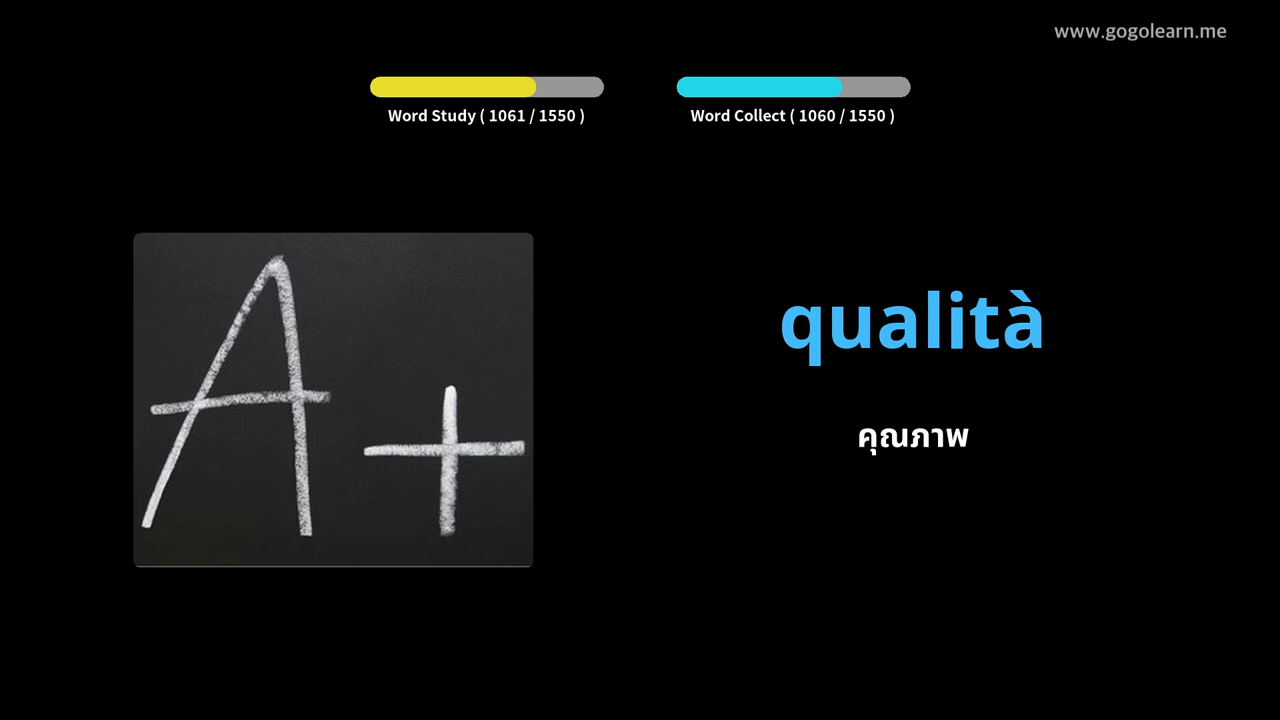 www.gogolearn.me
Word Study ( 1061 / 1550 )
Word Collect ( 1060 / 1550 )
A+
qualità
คุณภาพ